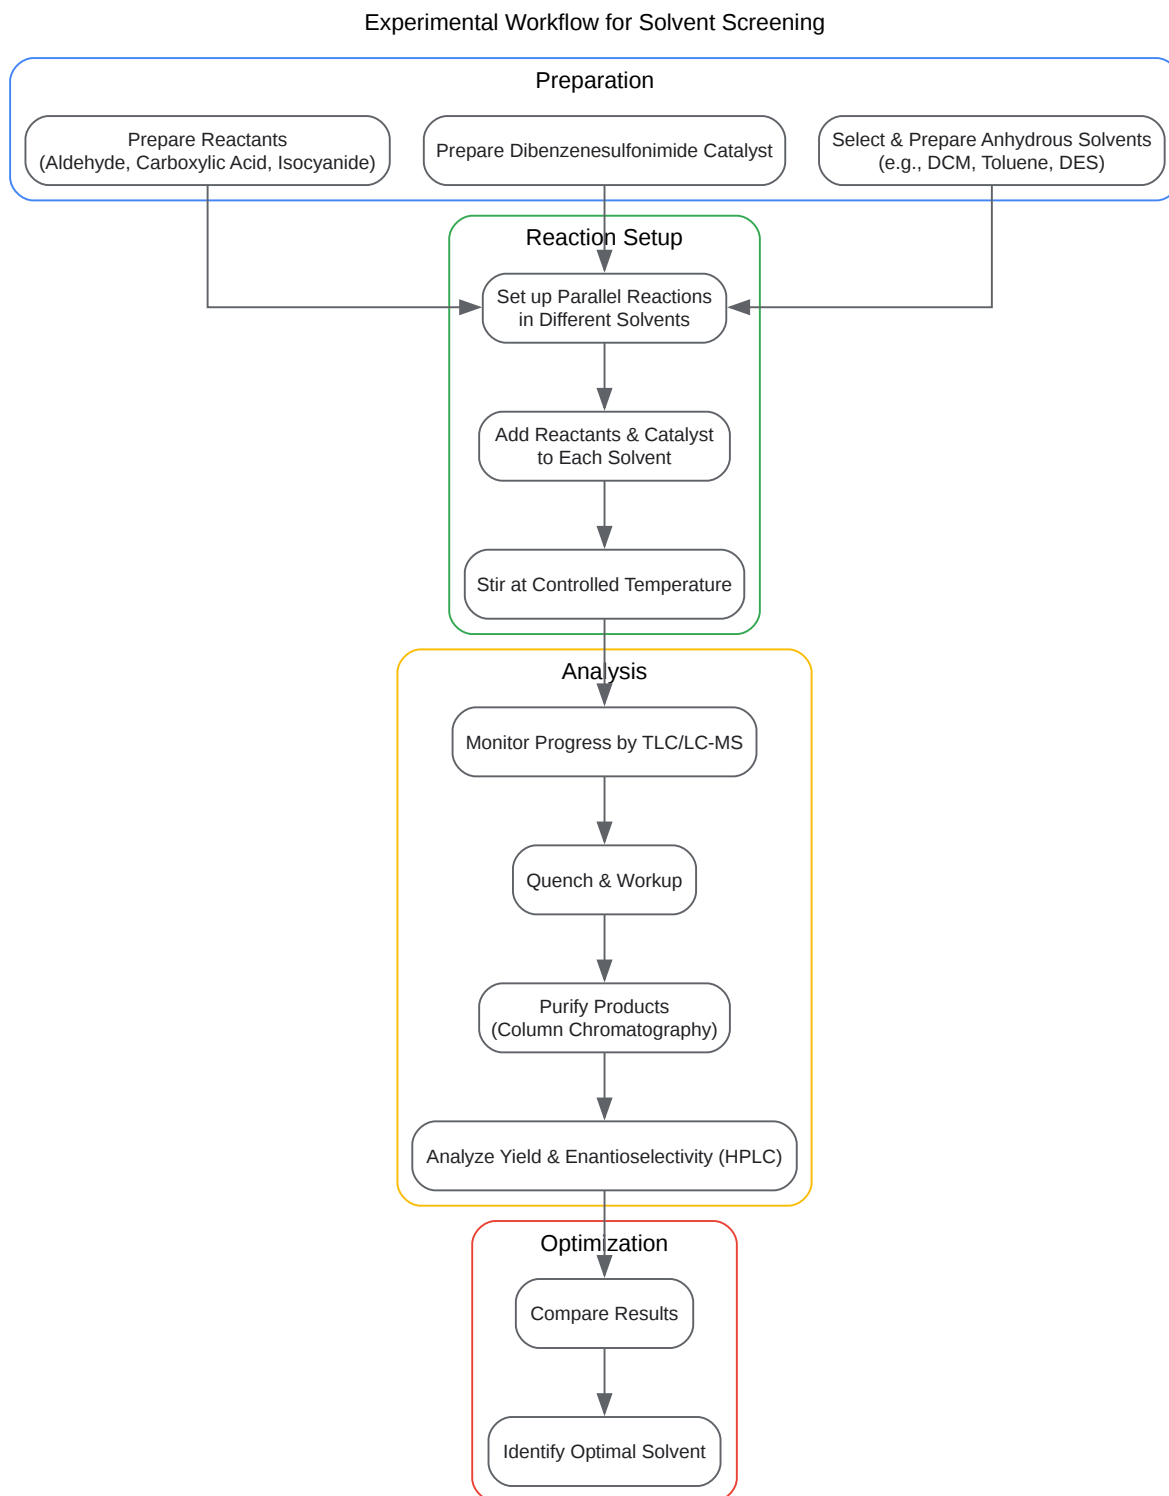 Experimental Workflow for Solvent Screening
Preparation
Prepare Reactants
(Aldehyde, Carboxylic Acid, Isocyanide)
Prepare Dibenzenesulfonimide Catalyst
Select & Prepare Anhydrous Solvents
(e.g., DCM, Toluene, DES)
Reaction Setup
Set up Parallel Reactions
in Different Solvents
Add Reactants & Catalyst
to Each Solvent
Stir at Controlled Temperature
Analysis
Monitor Progress by TLC/LC-MS
Quench & Workup
Purify Products
(Column Chromatography)
Analyze Yield & Enantioselectivity (HPLC)
Optimization
Compare Results
Identify Optimal Solvent